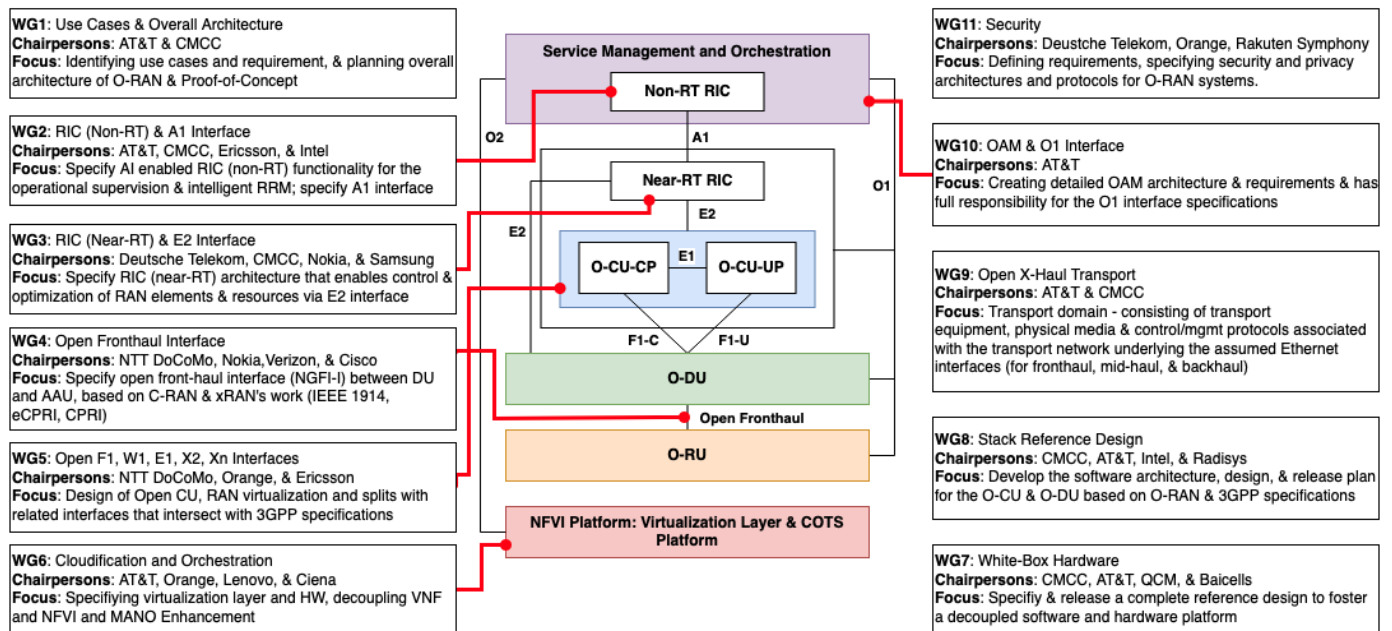 WG1: Use Cases & Overall Architecture
Chairpersons: AT&T & CMCC
Focus: Identifying use cases and requirement, & planning overall
architecture of O-RAN & Proof-of-Concept
WG2: RIC (Non-RT) & A1 Interface
Chairpersons: AT&T, CMCC, Ericsson, & Intel
Focus: Specify AI enabled RIC (non-RT) functionality for the
operational supervision & intelligent RRM; specify A1 interface
WG3: RIC (Near-RT) & E2 Interface
Chairpersons: Deutsche Telekom, CMCC, Nokia, & Samsung
Focus: Specify RIC (near-RT) architecture that enables control &
optimization of RAN elements & resources via E2 interface
WG4: Open Fronthaul Interface
Chairpersons: NTT DoCoMo, Nokia,Verizon, & Cisco
Focus: Specify open front-haul interface (NGFI-I) between DU
and AAU, based on C-RAN & xRAN's work (IEEE 1914,
eCPRI, CPRI)
WG5: Open F1, W1, E1, X2, Xn Interfaces
Chairpersons: NTT DoCoMo, Orange, & Ericsson
Focus: Design of Open CU, RAN virtualization and splits with
related interfaces that intersect with 3GPP specifications
WG6: Cloudification and Orchestration
Chairpersons: AT&T, Orange, Lenovo, & Ciena
Focus: Specifiying virtualization layer and HW, decoupling VNF
and NFVI and MANO Enhancement
Service Management and Orchestration
Non-RT RIC
O2
A1
Near-RT RIC
O1
E2
E2
O-CU-CP
E1
O-CU-UP
F1-C
F1-U
O-DU
Open Fronthaul
O-RU
NFVI Platform: Virtualization Layer & COTS
Platform
WG11: Security
Chairpersons: Deustche Telekom, Orange, Rakuten Symphony
Focus: Defining requirements, specifying security and privacy
architectures and protocols for O-RAN systems.
WG10: OAM & O1 Interface
Chairpersons: AT&T
Focus: Creating detailed OAM architecture & requirements & has
full responsibility for the O1 interface specifications
WG9: Open X-Haul Transport
Chairpersons: AT&T & CMCC
Focus: Transport domain - consisting of transport
equipment, physical media & control/mgmt protocols associated
with the transport network underlying the assumed Ethernet
interfaces (for fronthaul, mid-haul, & backhaul)
WG8: Stack Reference Design
Chairpersons: CMCC, AT&T, Intel, & Radisys
Focus: Develop the software architecture, design, & release plan
for the O-CU & O-DU based on O-RAN & 3GPP specifications
WG7: White-Box Hardware
Chairpersons: CMCC, AT&T, QCM, & Baicells
Focus: Specifiy & release a complete reference design to foster
a decoupled software and hardware platform